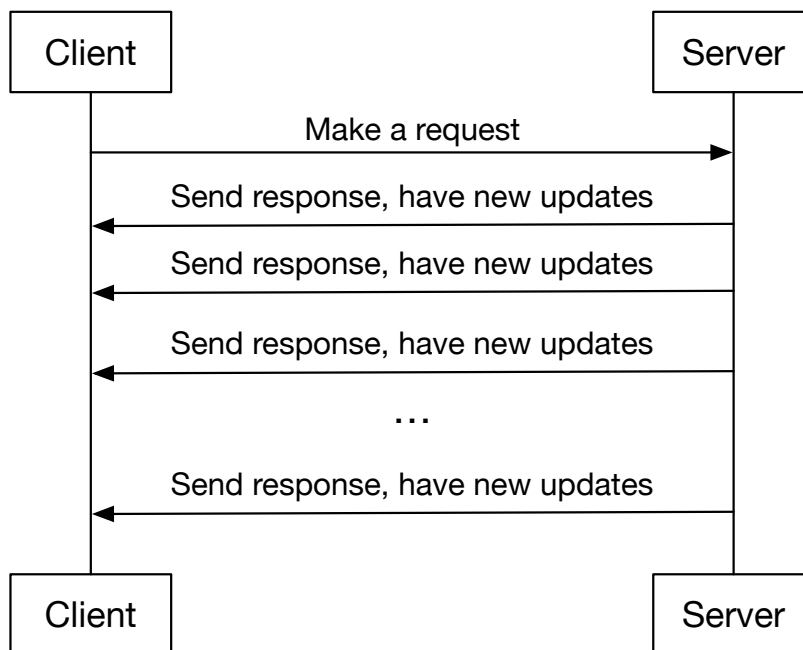 Client
Server
Make a request
Send response, have new updates
Send response, have new updates
Send response, have new updates
...
Send response, have new updates
Client
Server